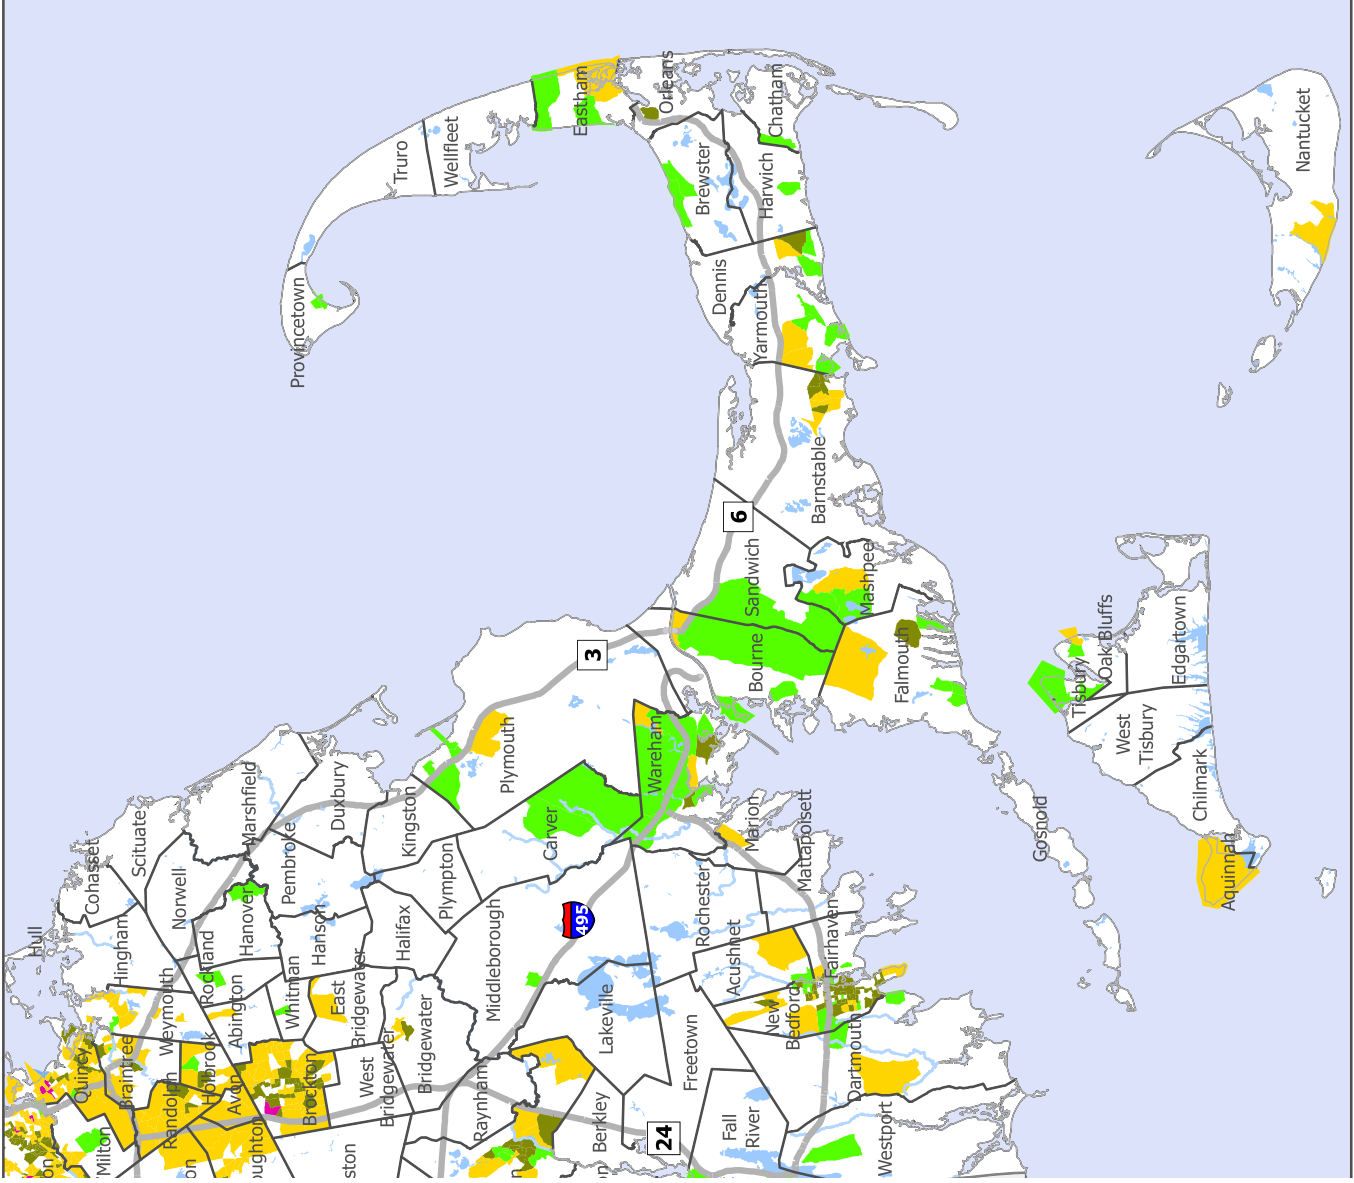 Provincetown
Truro
Wellfleet
Eastham
Orleans
Brewster
Harwich
Chatham
Dennis
Yarmouth
Barnstable
Sandwich
Mashpee
Bourne
Falmouth
6
3
Nantucket
Oak Bluffs
Edgartown
Tisbury
West
Tisbury
Chilmark
Aquinnah
Gosnold
Plymouth
Wareham
Carver
Kingston
Duxbury
Marshfield
Pembroke
Plympton
Marion
Mattapoisett
Scituate
Cohasset
Norwell
Hanover
Hanson
Halifax
Middleborough
495
Rochester
Acushnet
Fairhaven
Hull
Hingham
Rockland
Whitman
Abington
East
Bridgewater
Bridgewater
Lakeville
New
Bedford
Weymouth
Holbrook
Braintree
Quincy
Randolph
Avon
Brockton
West
Bridgewater
Raynham
Freetown
Dartmouth
Berkley
24
Fall
River
Westport
Milton
oughton
ston
on
on
n